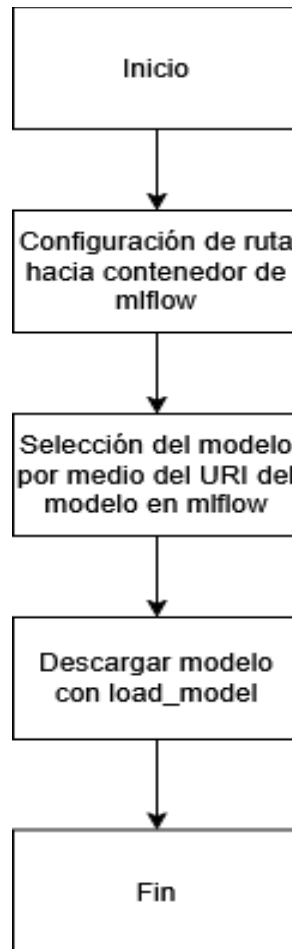 Inicio
Configuración de ruta
hacia contenedor de
mlflow
Selección del modelo
por medio del URI del
modelo en mlflow
Descargar modelo
con load_model
Fin